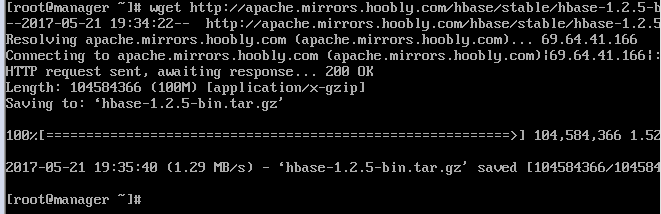 [root@manager ~]# wget http://apache.mirrors.hoobly.com/hbase/stable/hbase-1.2.5-b
--2017-05-21 19:34:22-- http://apache.mirrors.hoobly.com/hbase/stable/hbase-1.2.5
Resolving apache.mirrors.hoobly.com (apache.mirrors.hoobly.com)... 69.64.41.166
Connecting to apache.mirrors.hoobly.com (apache.mirrors.hoobly.com)|69.64.41.166|:
HTTP request sent, awaiting response... 200 OK
Length: 104584366 (100M) [application/x-gzip]
Saving to: ‘hbase-1.2.5-bin.tar.gz’
100%[======================================================>] 104,584,366 1.52
2017-05-21 19:35:40 (1.29 MB/s) - ‘hbase-1.2.5-bin.tar.gz’ saved [104584366/104584
[root@manager ~]#